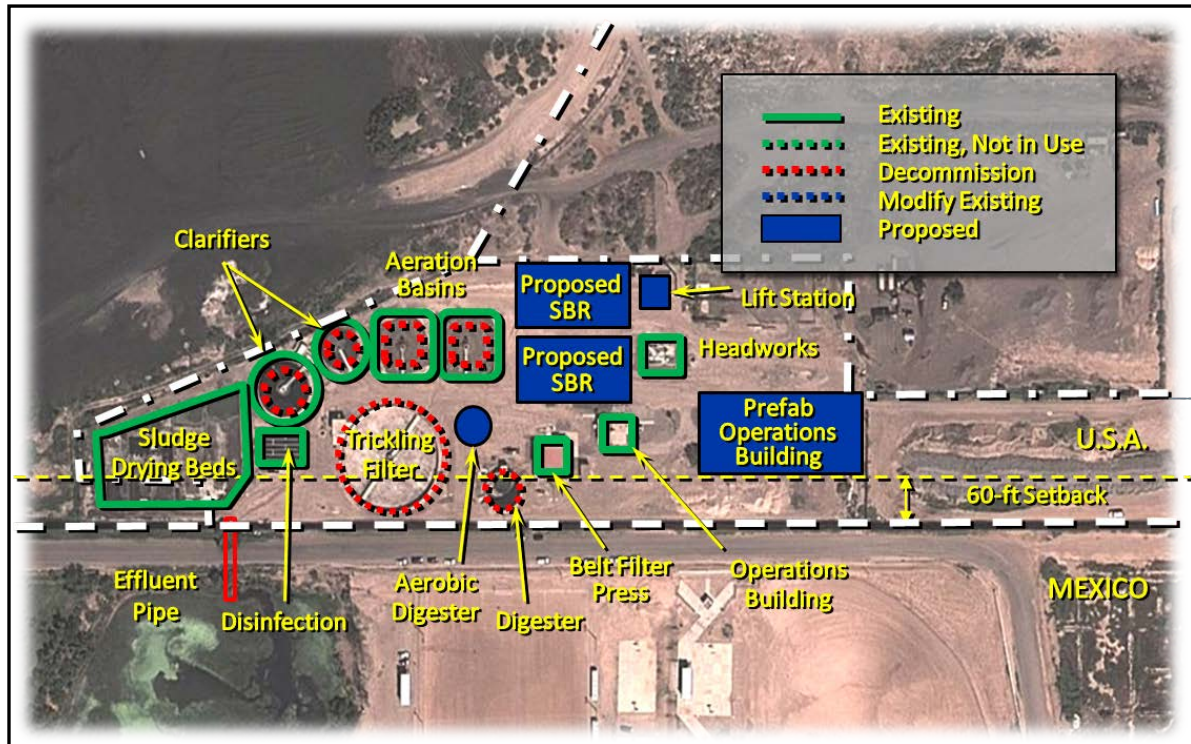 Existing
Existing, Not in Use
Decommission
Modify Existing
Proposed
Clarifiers
Aeration
Basins
Proposed
SBR
Lift Station
Proposed
SBR
Headworks
Prefab
Operations
Building
U.S.A.
Sludge
Drying Beds
Trickling
Filter
60-ft Setback
Effluent
Pipe
Disinfection
Aerobic
Digester
Digester
Belt Filter
Press
Operations
Building
MEXICO